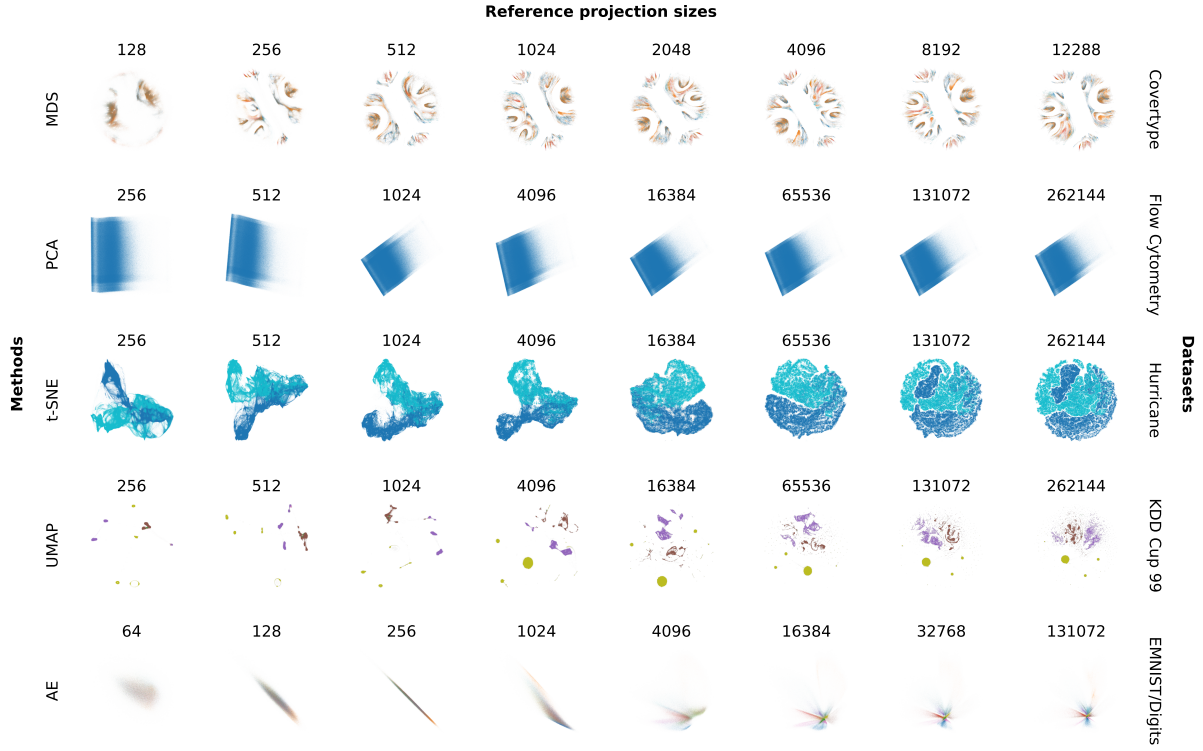 Reference projection sizes
128 256 512 1024 2048 4096 8192 12288
MDS
Covertype
256 512 1024 4096 16384 65536 131072 262144
PCA
Flow Cytometry
Methods
256 512 1024 4096 16384 65536 131072 262144
t-SNE
Hurricane
Datasets
256 512 1024 4096 16384 65536 131072 262144
UMAP
KDD Cup 99
64 128 256 1024 4096 16384 32768 131072
AE
EMNIST/Digits